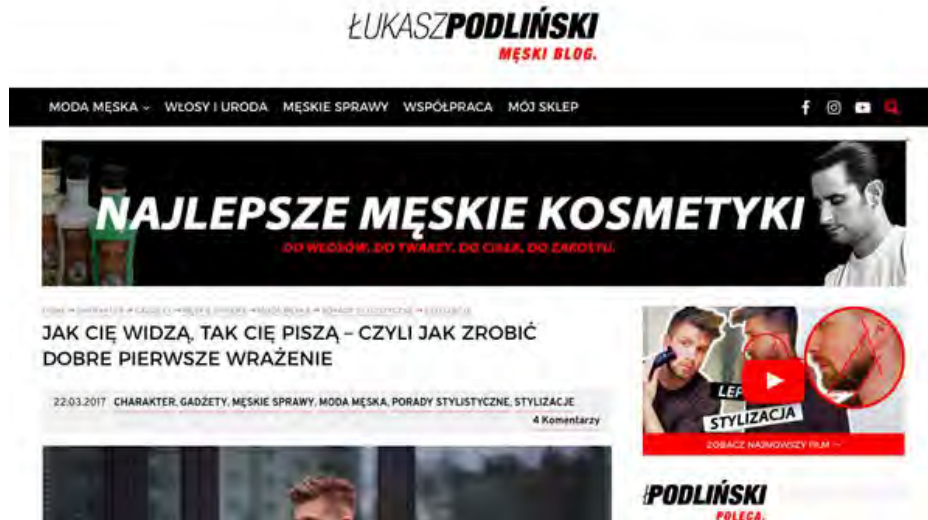 ŁUKASZPODLIŃSKI
MĘSKI BLOG.
MODA MĘSKA WŁOSY I URODA MĘSKIE SPRAWY WSPÓŁPRACA MÓJ SKLEP
NAJLEPSZE MĘSKIE KOSMETYKI
DO WŁOSÓW. DO TWARZY. DO CIAŁA. DO ZAROSTU.
JAK CIĘ WIDZĄ, TAK CIĘ PISZĄ – CZYLI JAK ZROBIĆ
DOBRE PIERWSZE WRAŻENIE
22.03.2017 CHARAKTER, GADŻETY, MĘSKIE SPRAWY, MODA MĘSKA, PORADY STYLISTYCZNE, STYLIZACJE
4 Komentarzy
STYLIZACJA
ZOBACZ NAJNOWSZY FILM
PODLIŃSKI
POLECA.